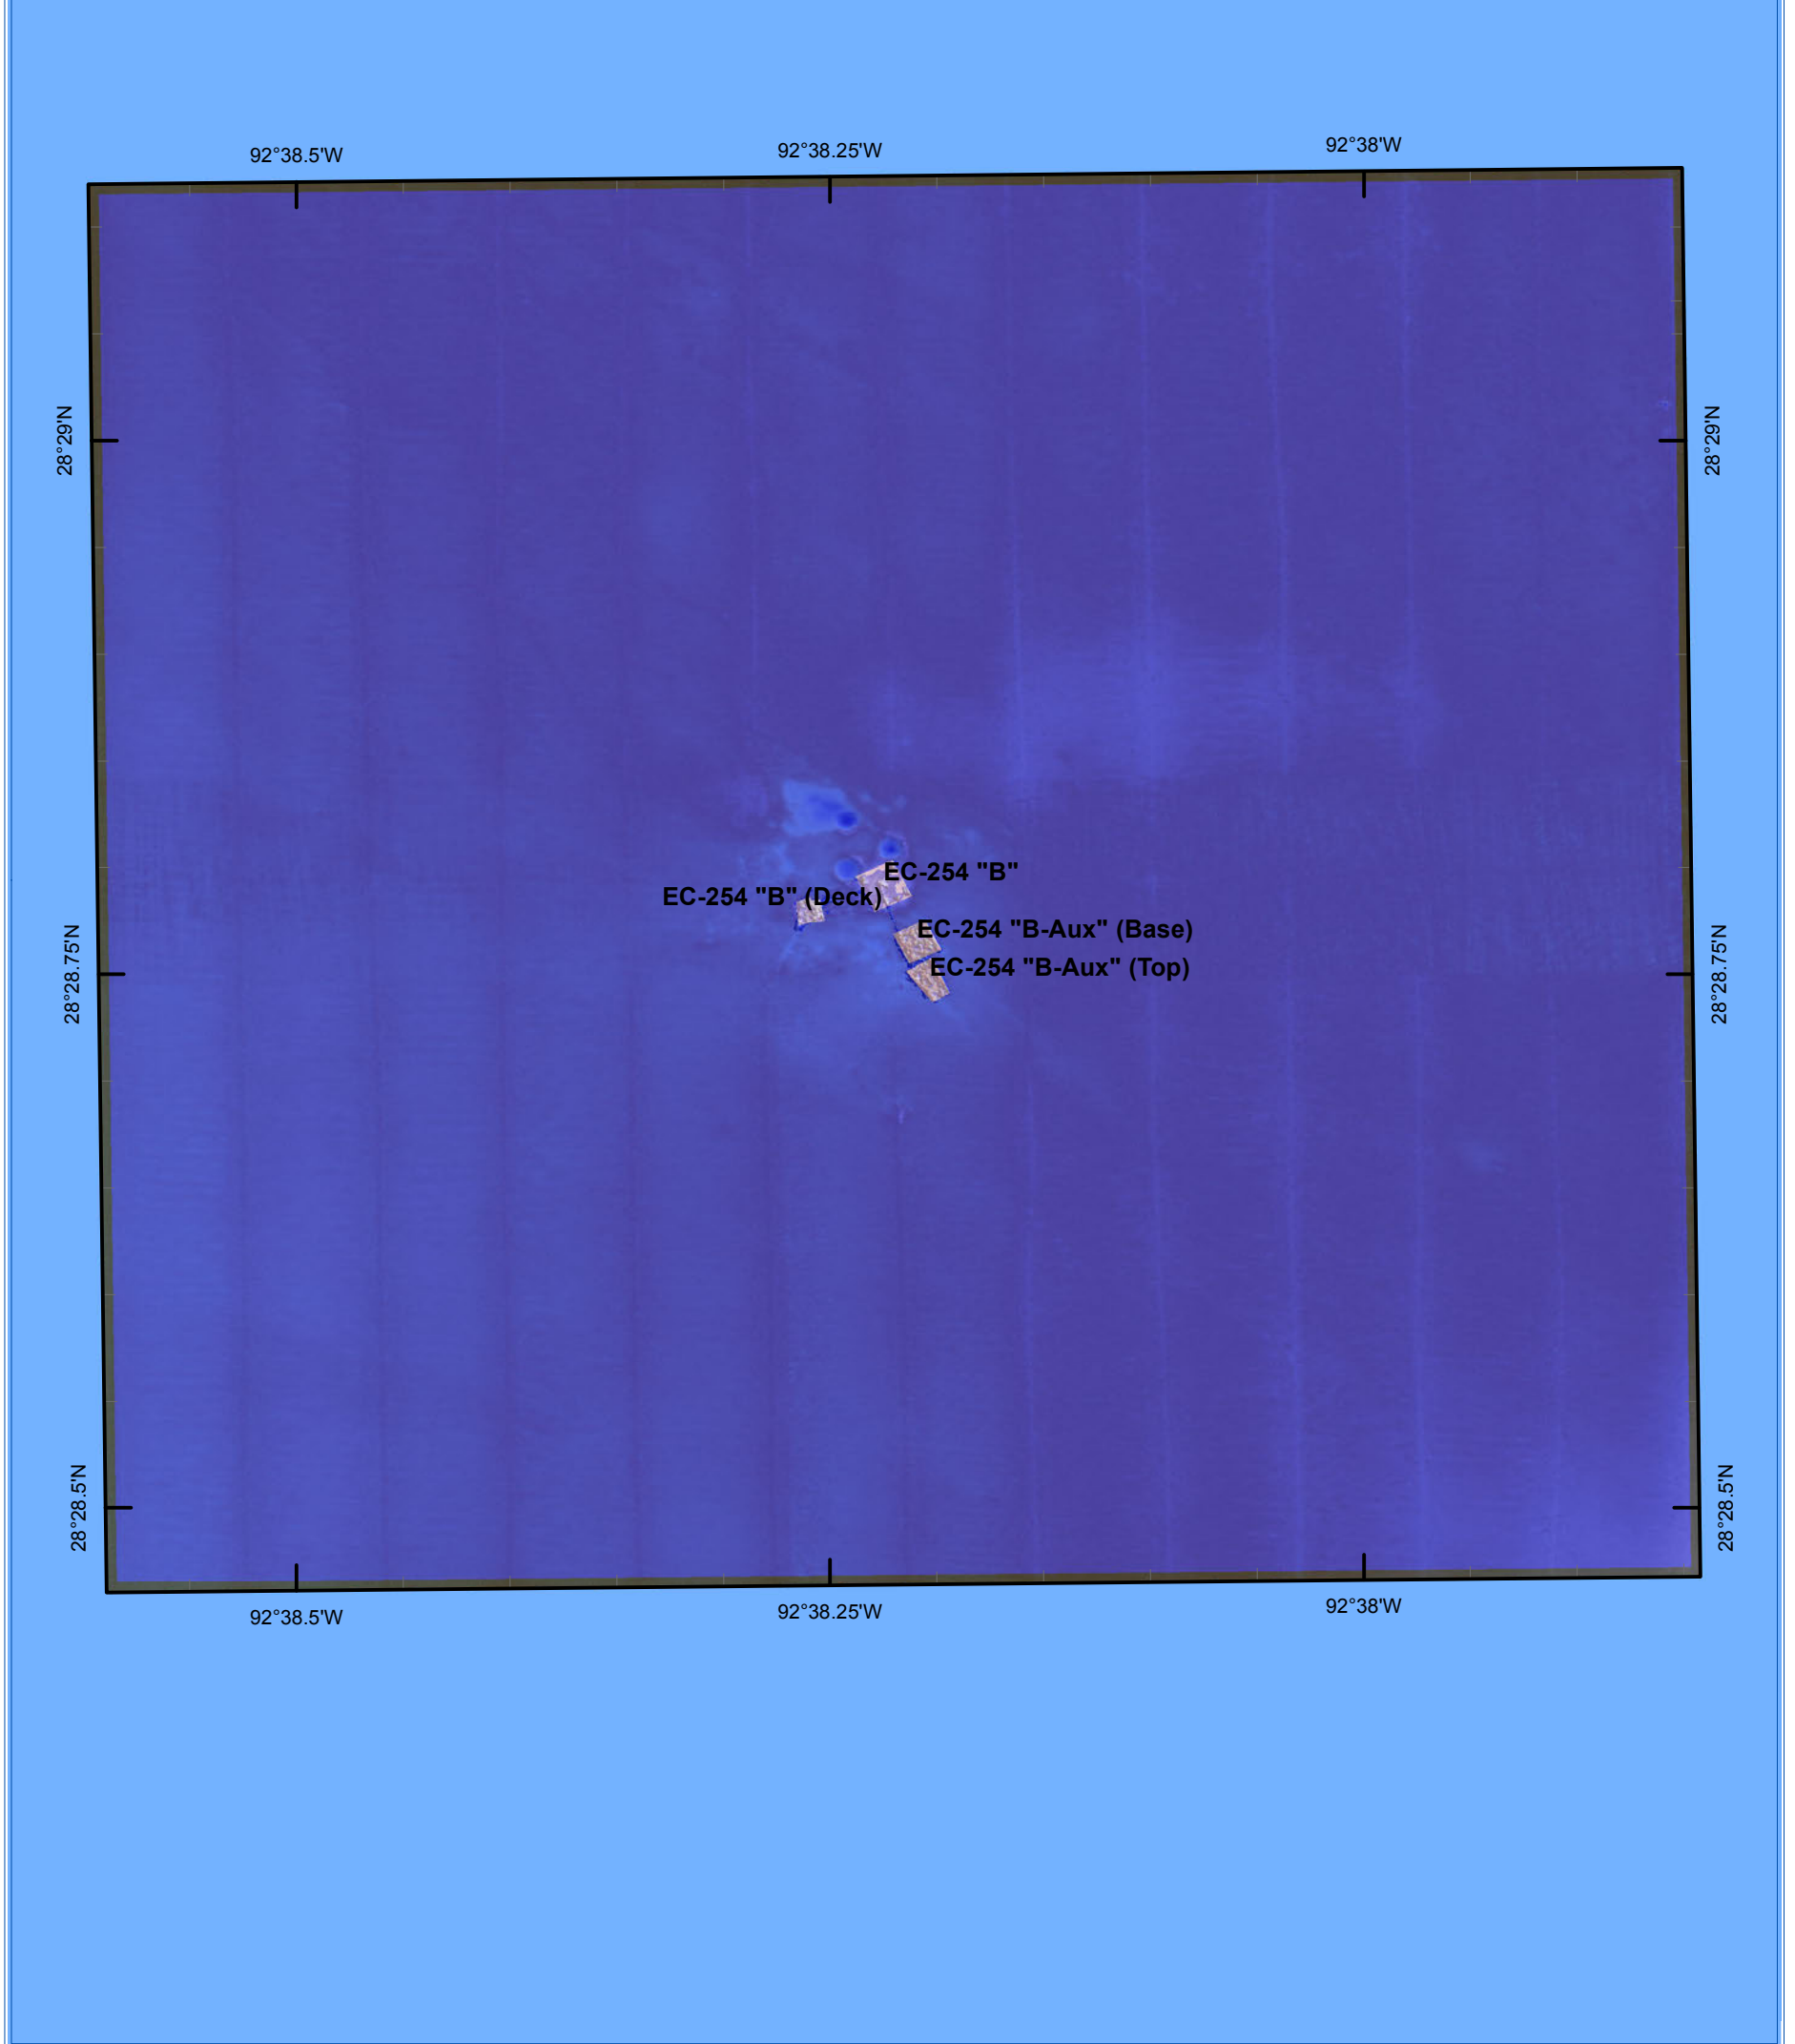 92°38.5'W
92°38.25'W
92°38'W
28°29'N
28°29'N
EC-254 "B"
EC-254 "B" (Deck)
EC-254 "B-Aux" (Base)
EC-254 "B-Aux" (Top)
28°28.75'N
28°28.75'N
28°28.5'N
28°28.5'N
92°38.5'W
92°38.25'W
92°38'W